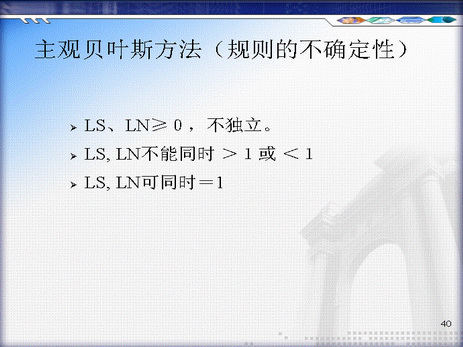 主观贝叶斯方法（规则的不确定性）
➢ LS、LN≥０，不独立。
➢ LS, LN不能同时＞１或＜１
➢ LS, LN可同时＝1
40